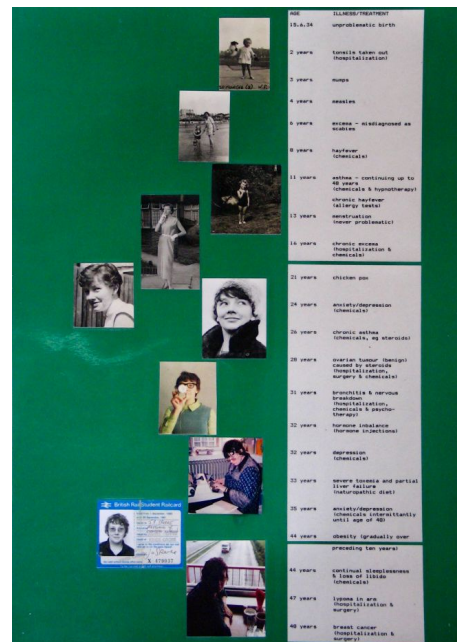 AGE ILLNESS/TREATMENT
15.6.34 unproblematic birth
2 years tonsils taken out
(hospitalization)
3 years mumps
4 years measles
6 years exzema - misdiagnosed as
scabies
8 years hayfever
(chemicals)
11 years asthma - continuing up to
40 years
(chemicals & hypnotherapy)
chronic hayfever
(allergy tests)
13 years menstruation
(never problematic)
16 years chronic exzema
(hospitalization &
chemicals)
21 years chicken pox
24 years anxiety/depression
(chemicals)
26 years chronic asthma
(chemicals, eg steroids)
28 years ovarian tumour (benign)
caused by steroids
(hospitalization,
surgery & chemicals)
31 years bronchitis & nervous
breakdown
(hospitalization,
chemicals & psycho-
therapy)
32 years hormone inbalance
(hormone injections)
32 years depression
(chemicals)
33 years severe toxemia and partial
liver failure
(naturopathic diet)
35 years anxiety/depression
(chemicals intermittently
until age of 40)
44 years obesity (gradually over
preceding ten years)
44 years continual sleeplessness
& loss of libido
(chemicals)
47 years lypoma in arm
(hospitalization &
surgery)
48 years breast cancer
(hospitalization &
surgery)
British Rail Student Railcard